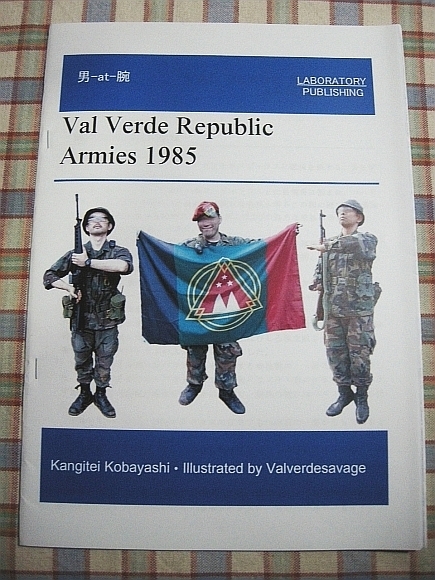 男-at-腕
LABORATORY
PUBLISHING
Val Verde Republic
Armies 1985
Kangitei Kobayashi・Illustrated by Valverdesavage